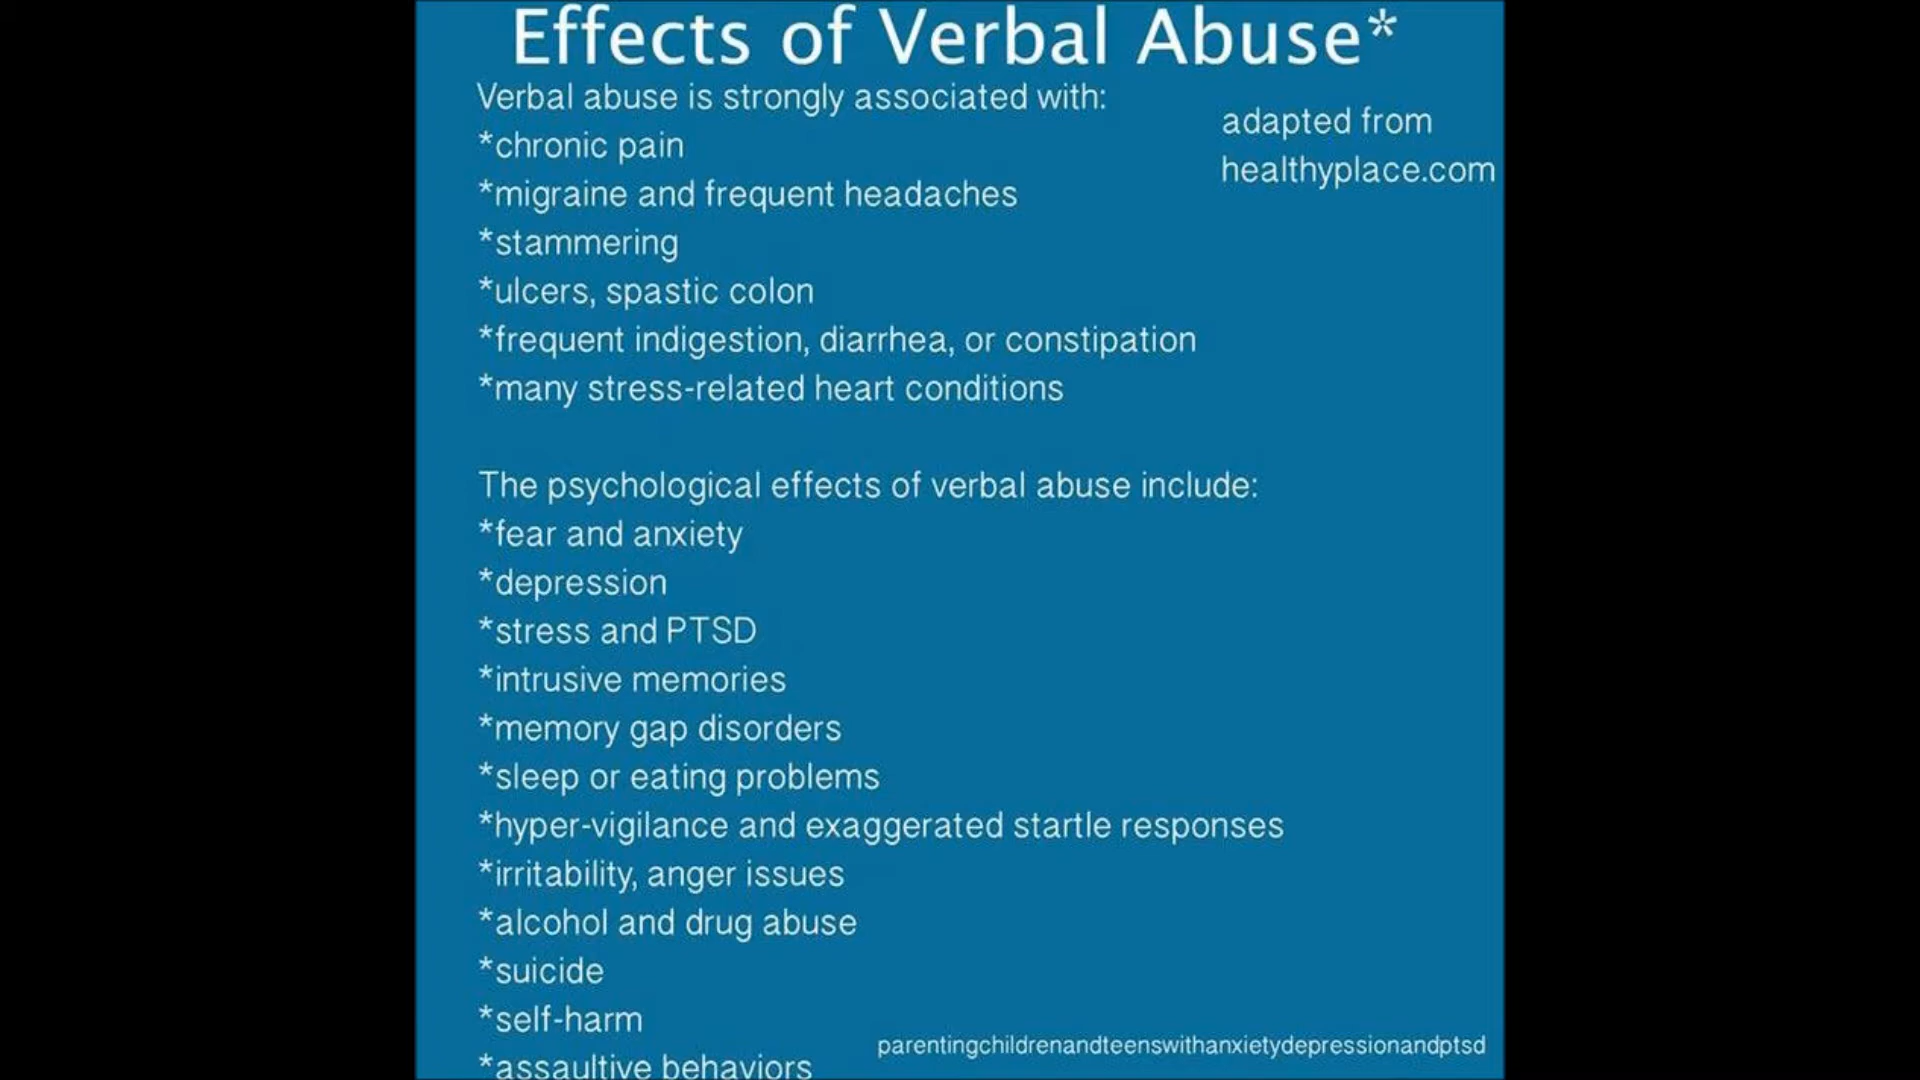 Effects of Verbal Abuse*
Verbal abuse is strongly associated with:
adapted from
healthyplace.com
*chronic pain
*migraine and frequent headaches
*stammering
*ulcers, spastic colon
*frequent indigestion, diarrhea, or constipation
*many stress-related heart conditions
The psychological effects of verbal abuse include:
*fear and anxiety
*depression
*stress and PTSD
*intrusive memories
*memory gap disorders
*sleep or eating problems
*hyper-vigilance and exaggerated startle responses
*irritability, anger issues
*alcohol and drug abuse
*suicide
*self-harm
*assaultive behaviors
parentingchildrenandteenswithanxietydepressionandptsd